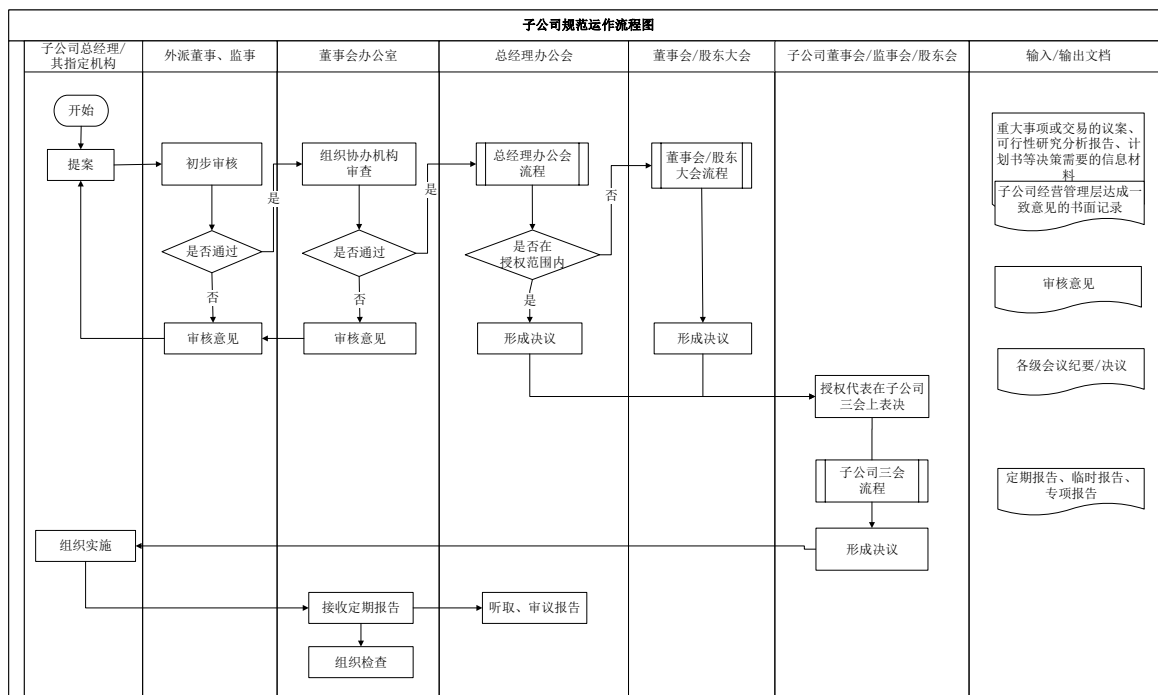 子公司规范运作流程图
子公司总经理/
其指定机构
外派董事、监事
董事会办公室
总经理办公会
董事会/股东大会
子公司董事会/监事会/股东会
输入/输出文档
开始
提案
初步审核
是
组织协办机构
审查
是
总经理办公会
流程
否
董事会/股东
大会流程
重大事项或交易的议案、
可行性研究分析报告、计
划书等决策需要的信息材
料
子公司经营管理层达成一
致意见的书面记录
是否通过
是否通过
是否在
授权范围内
否
否
是
审核意见
审核意见
审核意见
形成决议
形成决议
授权代表在子公司
三会上表决
各级会议纪要/决议
子公司三会
流程
定期报告、临时报告、
专项报告
组织实施
形成决议
接收定期报告
听取、审议报告
组织检查